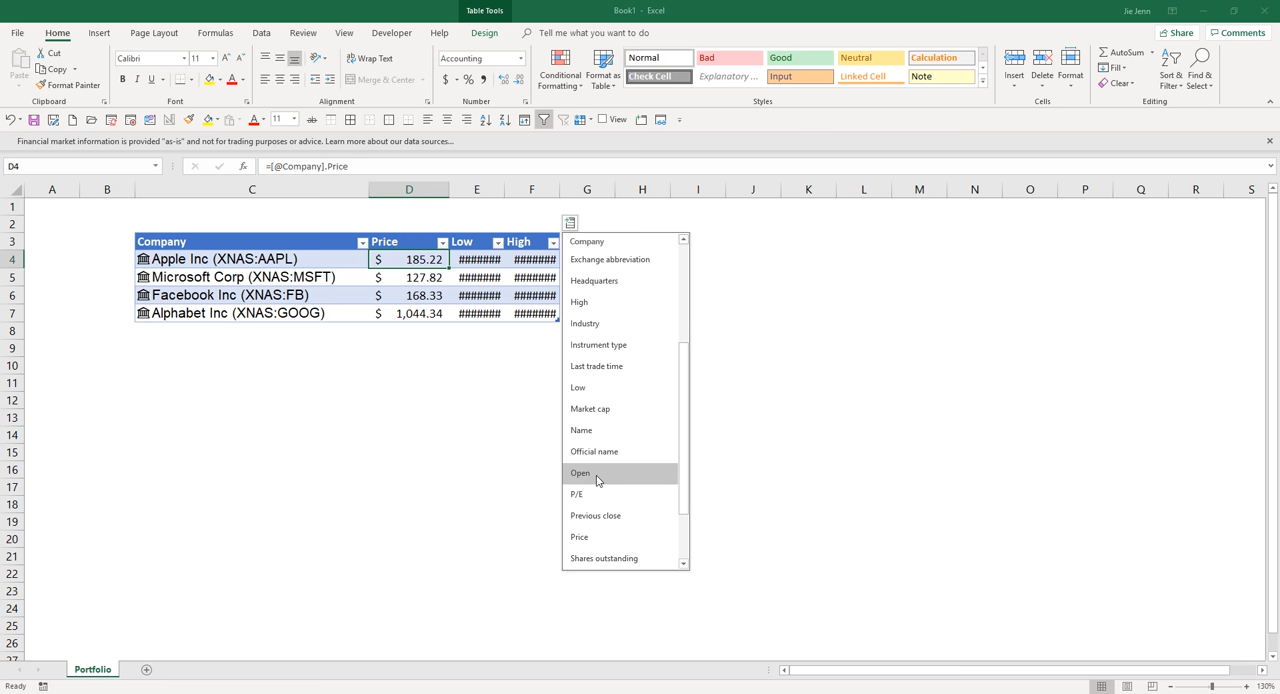 Table Tools
Book1 - Excel
Jie Jenn
File Home Insert Page Layout Formulas Data Review View Developer Help Design Tell me what you want to do Share Comments
Paste
Cut
Copy
Format Painter
Clipboard
Calibri 11
B I U
Font
Wrap Text
Merge & Center
Alignment
Accounting
$ % ,
Number
Conditional Formatting
Format as Table
Normal Bad Good Neutral Calculation
Check Cell Explanatory ... Input Linked Cell Note
Styles
Insert Delete Format
Cells
AutoSum
Fill
Clear
Sort & Filter
Find & Select
Editing
11 ab View
Financial market information is provided "as-is" and not for trading purposes or advice. Learn more about our data sources...
D4 fx =[@Company].Price
A B C D E F G H I J K L M N O P Q R S
1
2
3 Company Price Low High
4 Apple Inc (XNAS:AAPL) $ 185.22 ####### #######
5 Microsoft Corp (XNAS:MSFT) $ 127.82 ####### #######
6 Facebook Inc (XNAS:FB) $ 168.33 ####### #######
7 Alphabet Inc (XNAS:GOOG) $ 1,044.34 ####### #######
8
9
10
11
12
13
14
15
16
17
18
19
20
21
22
23
24
25
26
27
Company
Exchange abbreviation
Headquarters
High
Industry
Instrument type
Last trade time
Low
Market cap
Name
Official name
Open
P/E
Previous close
Price
Shares outstanding
Portfolio
Ready
130%